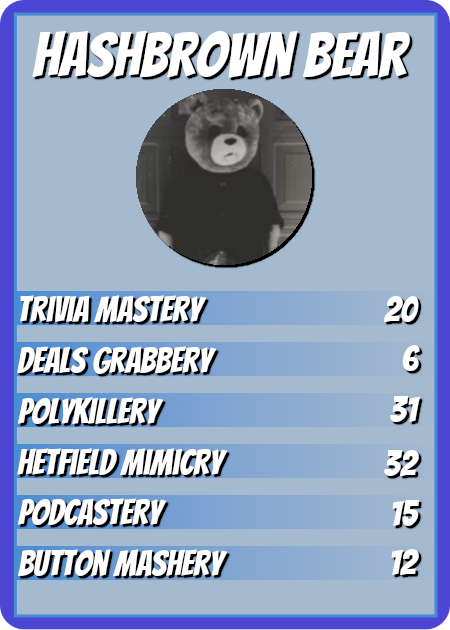 HASHBROWN BEAR
TRIVIA MASTERY 20
DEALS GRABBERY 6
POLYKILLERY 31
HETFIELD MIMICRY 32
PODCASTERY 15
BUTTON MASHERY 12